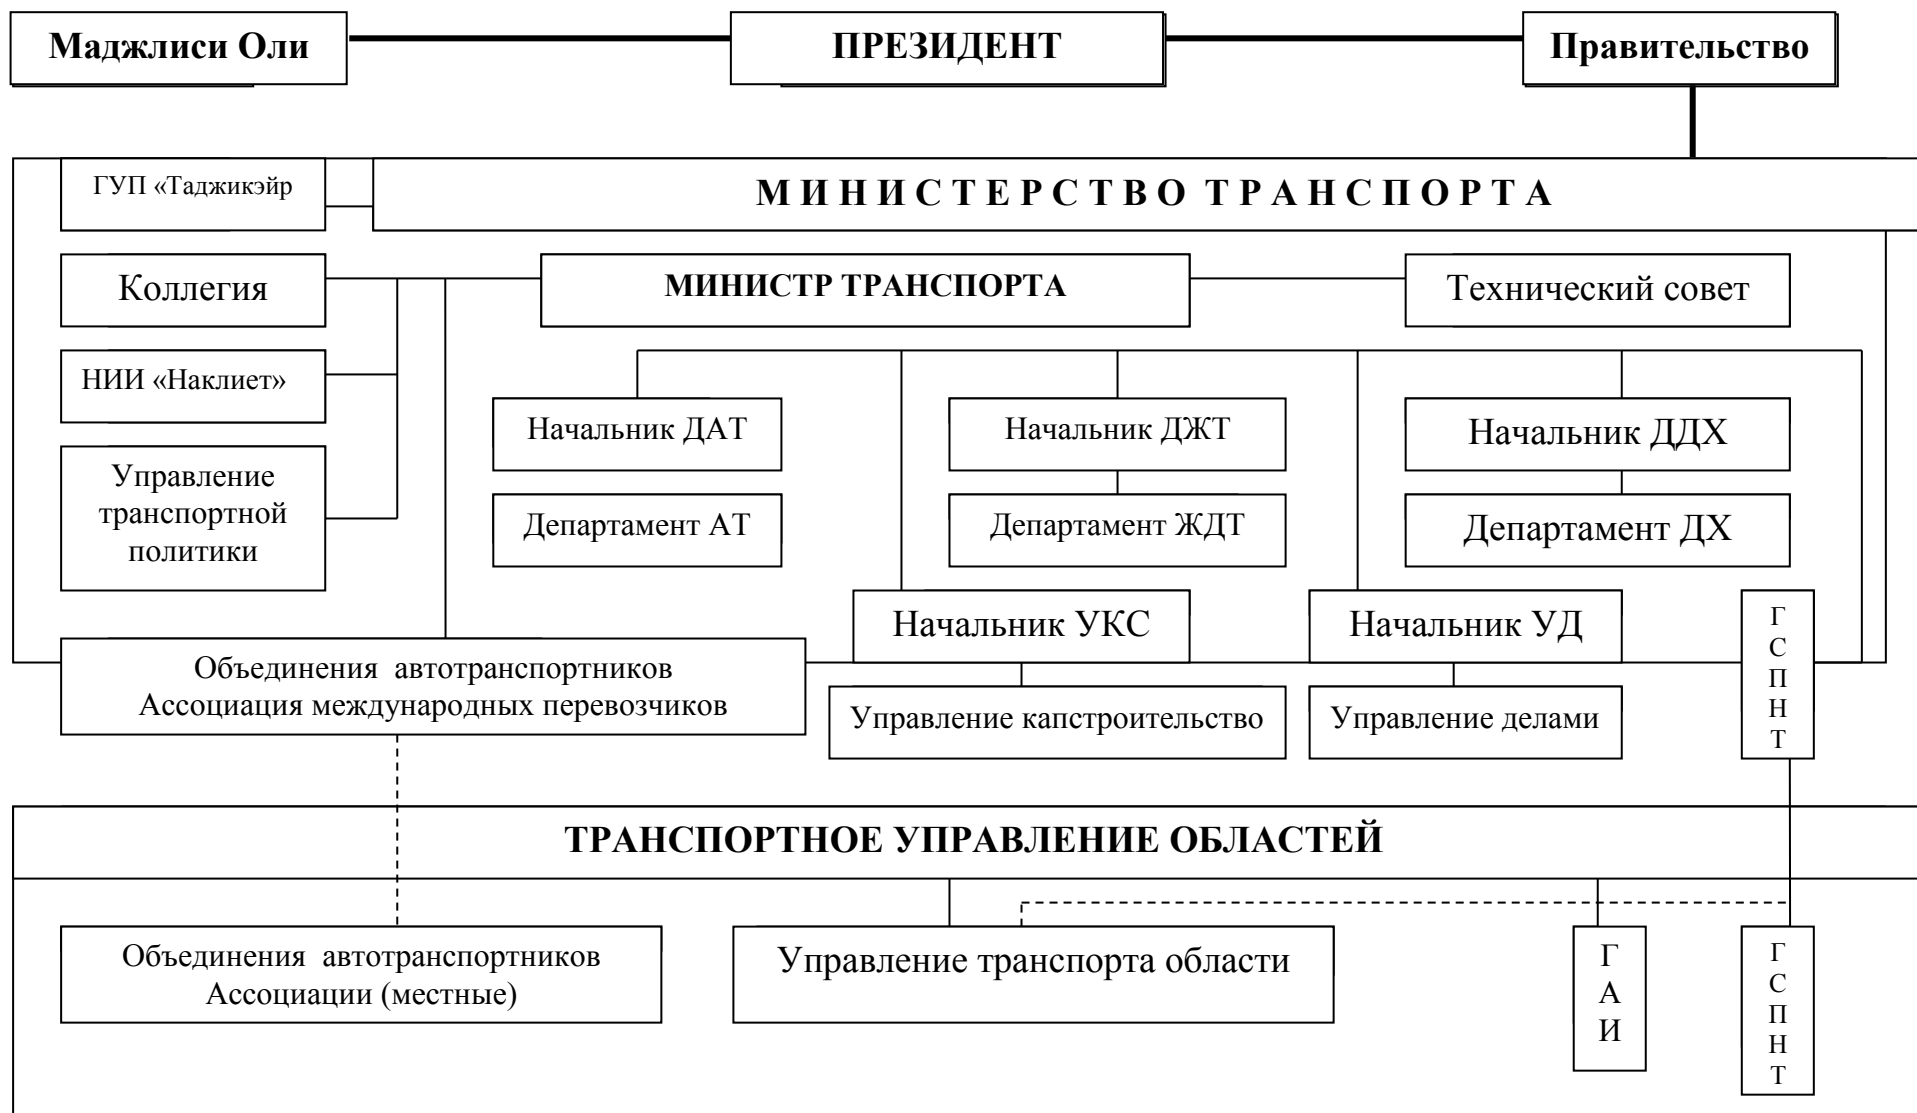 Маджлиси Оли
ПРЕЗИДЕНТ
Правительство
ГУП «Таджикэйр
М И Н И С Т Е Р С Т В О Т Р А Н С П О Р Т А
Коллегия
МИНИСТР ТРАНСПОРТА
Технический совет
НИИ «Наклиет»
Управление
транспортной
политики
Начальник ДАТ
Начальник ДЖТ
Начальник ДДХ
Департамент АТ
Департамент ЖДТ
Департамент ДХ
Начальник УКС
Начальник УД
Г
С
П
Н
Т
Объединения автотранспортников
Ассоциация международных перевозчиков
Управление капстроительство
Управление делами
ТРАНСПОРТНОЕ УПРАВЛЕНИЕ ОБЛАСТЕЙ
Объединения автотранспортников
Ассоциации (местные)
Управление транспорта области
Г
А
И
Г
С
П
Н
Т